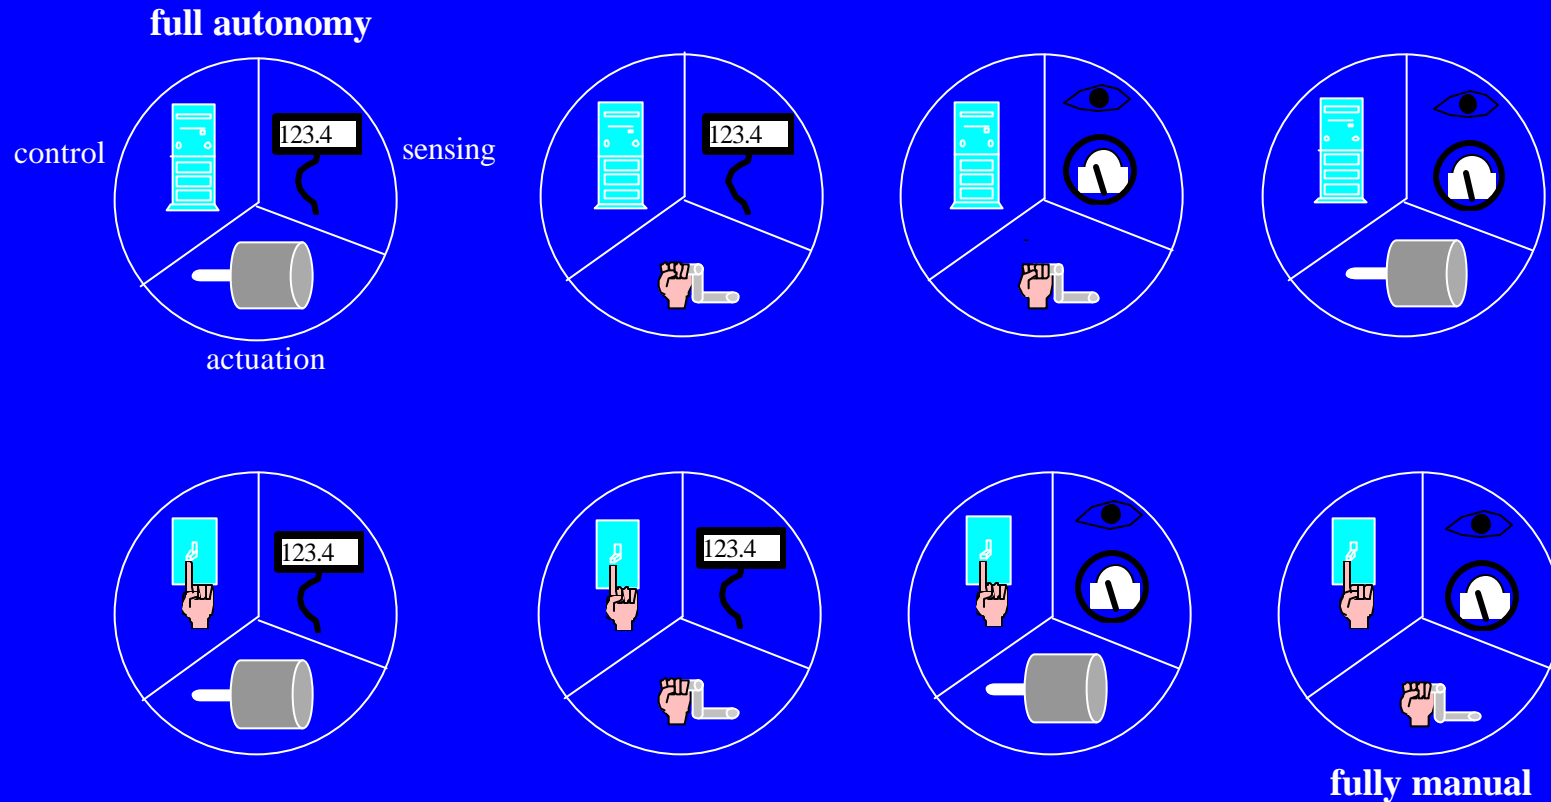 full autonomy
control
123.4
sensing
123.4
actuation
123.4
123.4
fully manual